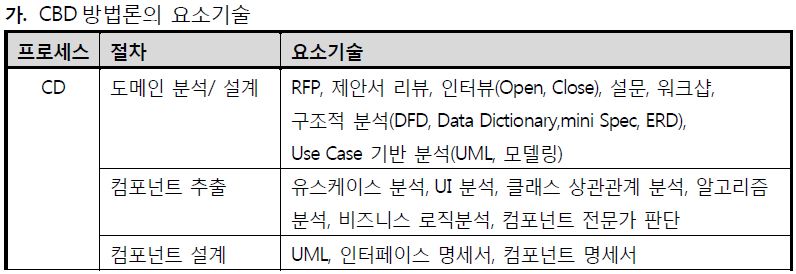 가. CBD 방법론의 요소기술
프로세스 절차 요소기술
CD 도메인 분석/ 설계 RFP, 제안서 리뷰, 인터뷰(Open, Close), 설문, 워크샵,
구조적 분석(DFD, Data Dictionary,mini Spec, ERD),
Use Case 기반 분석(UML, 모델링)
컴포넌트 추출 유스케이스 분석, UI 분석, 클래스 상관관계 분석, 알고리즘
분석, 비즈니스 로직분석, 컴포넌트 전문가 판단
컴포넌트 설계 UML, 인터페이스 명세서, 컴포넌트 명세서